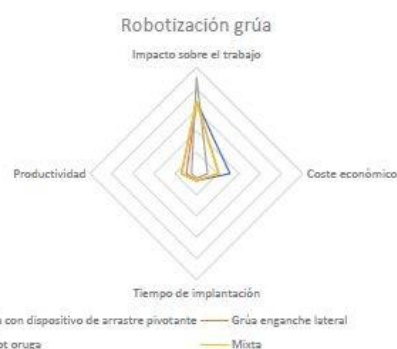 Robotización grúa
Impacto sobre el trabajo
Productividad
Coste económico
Tiempo de implantación
con dispositivo de arrastre pivotante
Grúa enganche lateral
oruga
Mixta